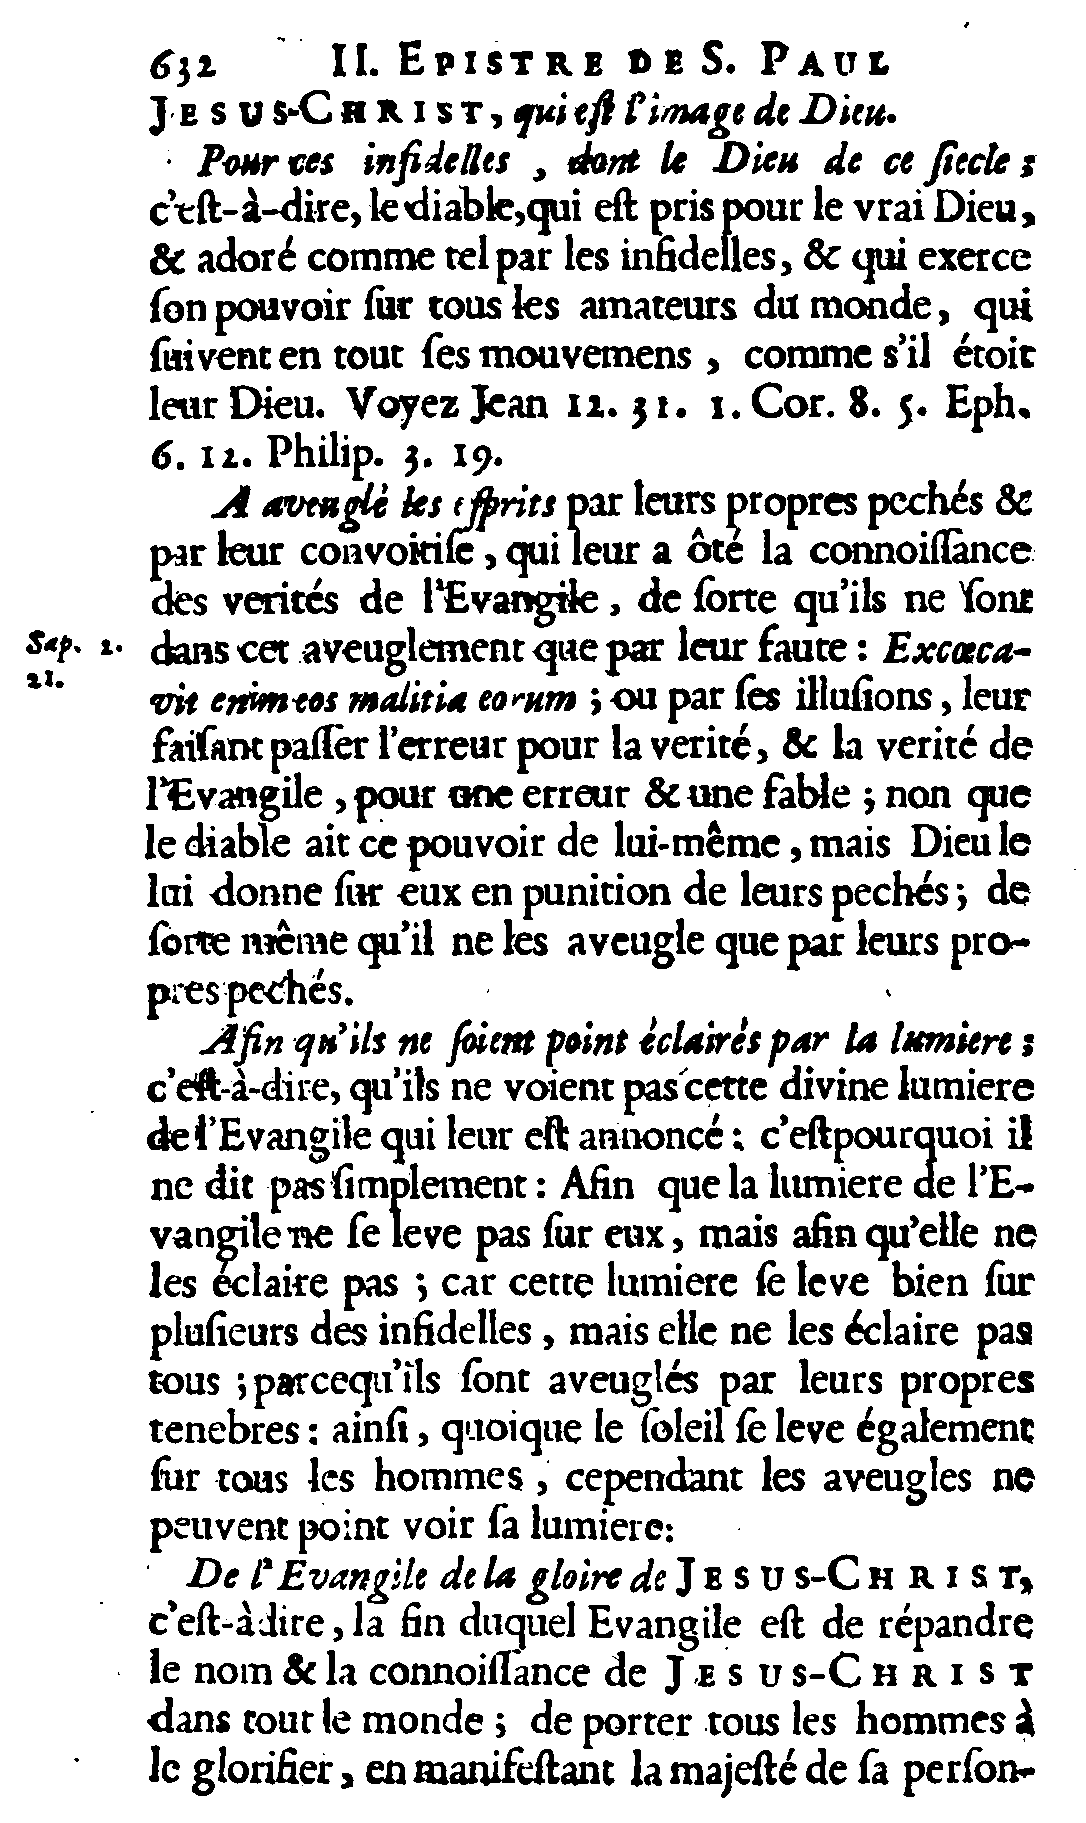 632 II. EPISTRE DE S. PAUL
JESUS-CHRIST, qui eſt l'image de Dieu.
Pour ces infidelles, dont le Dieu de ce ſiecle ;
c'eſt-à-dire, le diable, qui eſt pris pour le vrai Dieu,
& adoré comme tel par les infidelles, & qui exerce
ſon pouvoir ſur tous les amateurs du monde, qui
ſuivent en tout ſes mouvemens, comme s'il étoit
leur Dieu. Voyez Jean 12. 31. 1. Cor. 8. 5. Eph.
6. 12. Philip. 3. 19.
A aveuglé les eſprits par leurs propres pechés &
par leur convoitiſe, qui leur a ôté la connoiſſance
des verités de l'Evangile, de ſorte qu'ils ne ſont
Sap. 2. dans cet aveuglement que par leur faute : Excœca-
21. vit enim eos malitia eorum ; ou par ſes illuſions, leur
faiſant paſſer l'erreur pour la verité, & la verité de
l'Evangile, pour une erreur & une fable ; non que
le diable ait ce pouvoir de lui-même, mais Dieu le
lui donne ſur eux en punition de leurs pechés ; de
ſorte même qu'il ne les aveugle que par leurs pro-
pres pechés.
Afin qu'ils ne ſoient point éclairés par la lumiere ;
c'eſt-à-dire, qu'ils ne voient pas cette divine lumiere
de l'Evangile qui leur eſt annoncé : c'eſtpourquoi il
ne dit pas ſimplement : Afin que la lumiere de l'E-
vangile ne ſe leve pas ſur eux, mais afin qu'elle ne
les éclaire pas ; car cette lumiere ſe leve bien ſur
pluſieurs des infidelles, mais elle ne les éclaire pas
tous ; parcequ'ils ſont aveuglés par leurs propres
tenebres : ainſi, quoique le ſoleil ſe leve également
ſur tous les hommes, cependant les aveugles ne
peuvent point voir ſa lumiere:
De l'Evangile de la gloire de JESUS-CHRIST,
c'eſt-à-dire, la fin duquel Evangile eſt de répandre
le nom & la connoiſſance de JESUS-CHRIST
dans tout le monde ; de porter tous les hommes à
le glorifier, en manifeſtant la majeſté de ſa perſon-